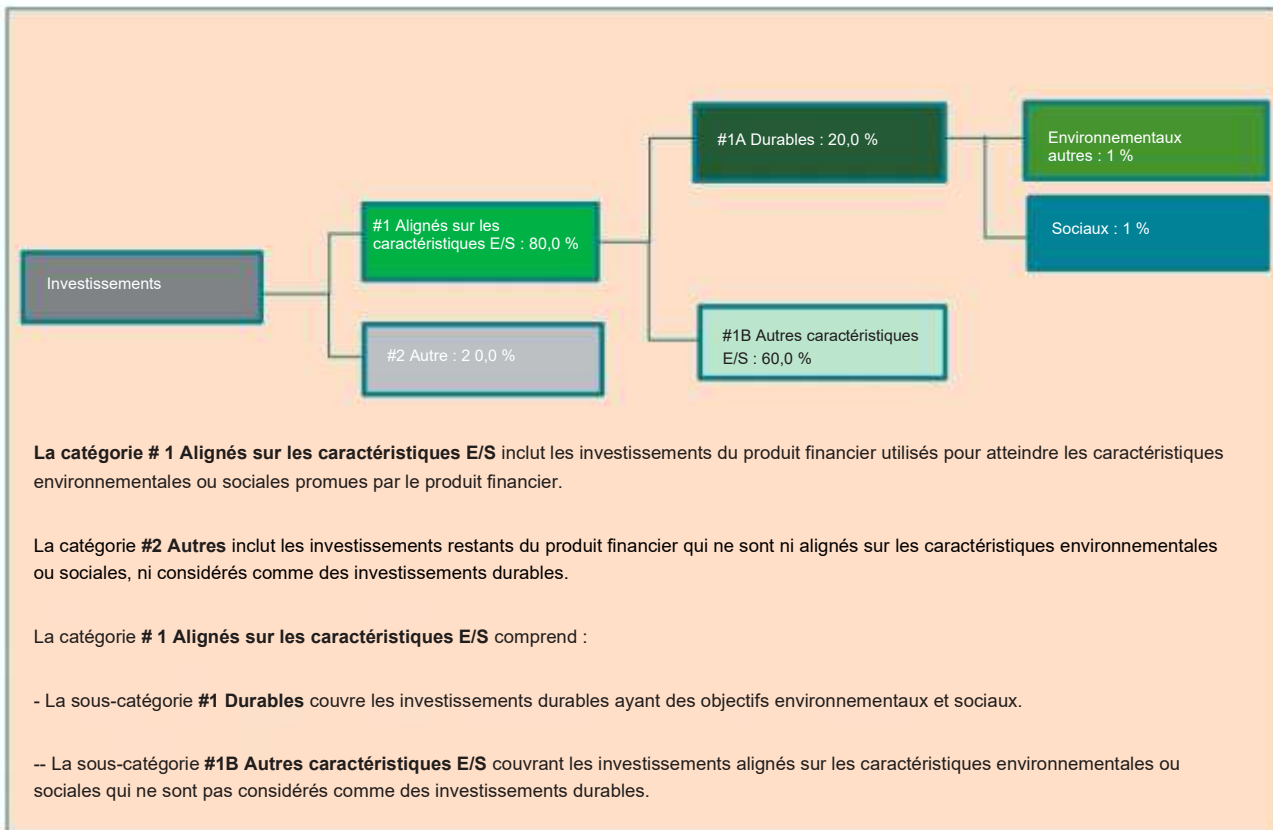 #1A Durables : 20,0 %
Environnementaux
autres : 1 %
#1 Alignés sur les
caractéristiques E/S : 80,0 %
Sociaux : 1 %
Investissements
#2 Autre : 2 0,0 %
#1B Autres caractéristiques
E/S : 60,0 %
La catégorie # 1 Alignés sur les caractéristiques E/S inclut les investissements du produit financier utilisés pour atteindre les caractéristiques
environnementales ou sociales promues par le produit financier.
La catégorie #2 Autres inclut les investissements restants du produit financier qui ne sont ni alignés sur les caractéristiques environnementales
ou sociales, ni considérés comme des investissements durables.
La catégorie # 1 Alignés sur les caractéristiques E/S comprend :
- La sous-catégorie #1 Durables couvre les investissements durables ayant des objectifs environnementaux et sociaux.
-- La sous-catégorie #1B Autres caractéristiques E/S couvrant les investissements alignés sur les caractéristiques environnementales ou
sociales qui ne sont pas considérés comme des investissements durables.